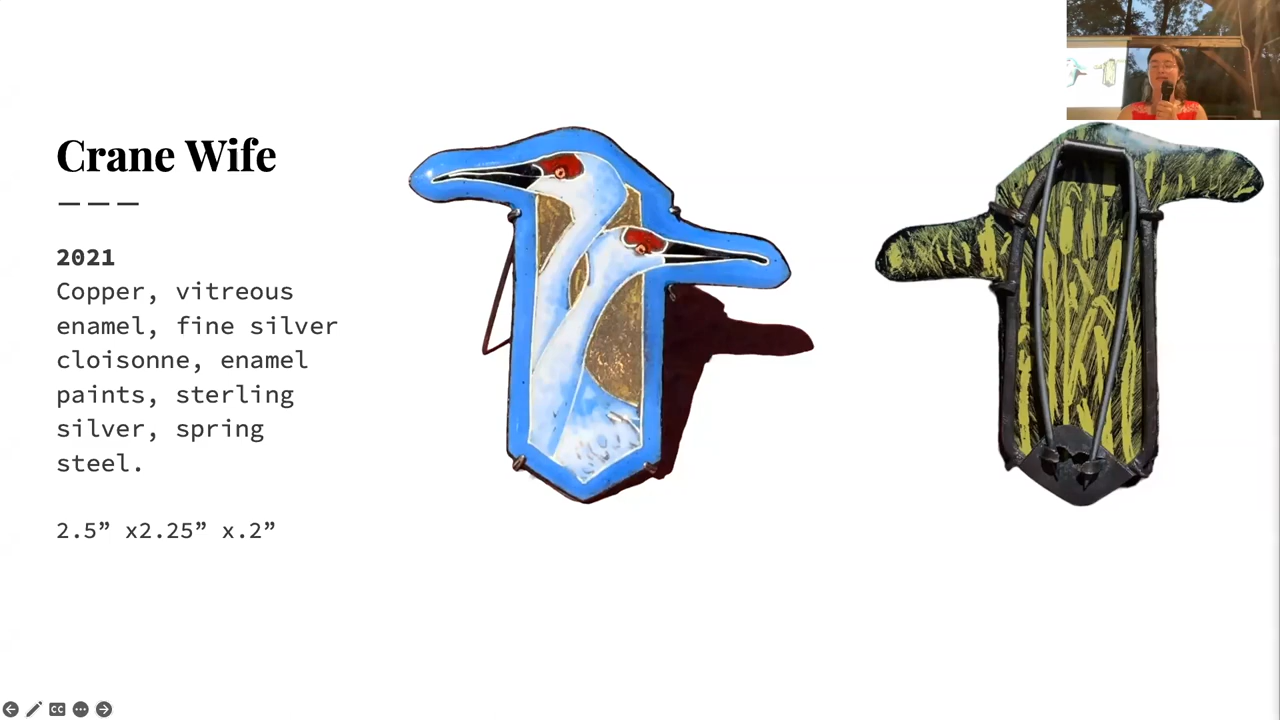 Crane Wife
2021
Copper, vitreous
enamel, fine silver
cloisonne, enamel
paints, sterling
silver, spring
steel.
2.5” x2.25” x.2”
CC